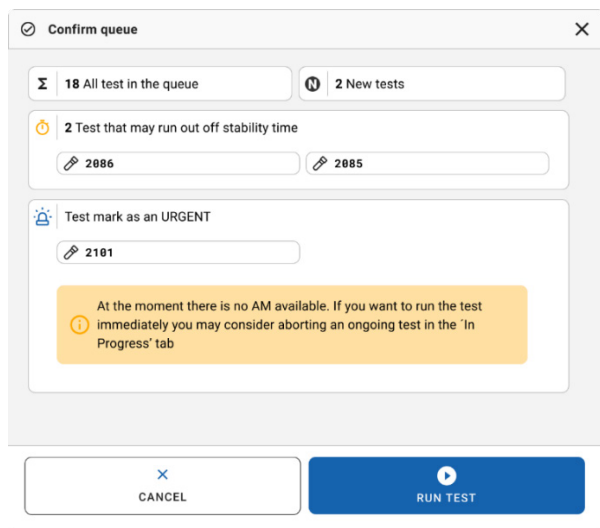 Confirm queue
Σ 18 All test in the queue
N 2 New tests
2 Test that may run out off stability time
2086
2085
Test mark as an URGENT
2101
At the moment there is no AM available. If you want to run the test
immediately you may consider aborting an ongoing test in the ´In
Progress’ tab
CANCEL
RUN TEST